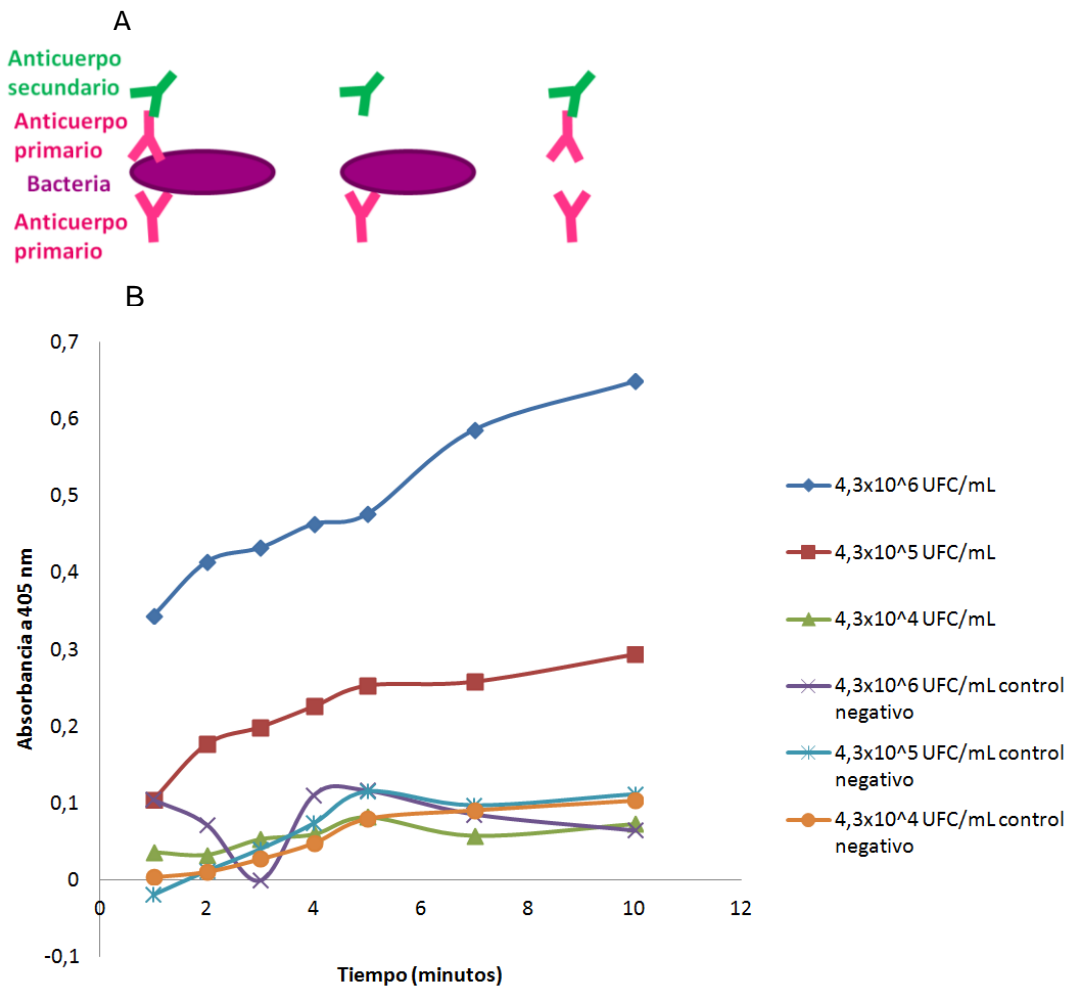 A
Anticuerpo
secundario
Anticuerpo
primario
Bacteria
Anticuerpo
primario
B
0,7
0,6
0,5
0,4
0,3
0,2
0,1
0
-0,1
Absorbancia a 405 nm
0 2 4 6 8 10 12
Tiempo (minutos)
4,3x10^6 UFC/mL
4,3x10^5 UFC/mL
4,3x10^4 UFC/mL
4,3x10^6 UFC/mL control
negativo
4,3x10^5 UFC/mL control
negativo
4,3x10^4 UFC/mL control
negativo